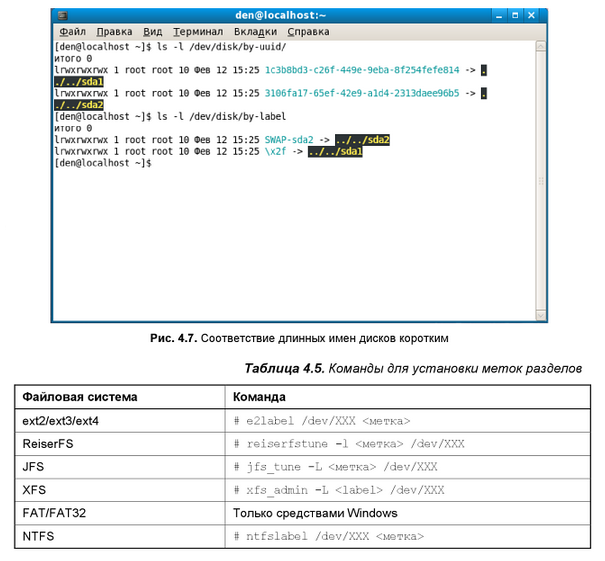 den@localhost:~
Файл Правка Вид Терминал Вкладки Справка
[den@localhost ~]$ ls -l /dev/disk/by-uuid/
итого 0
lrwxrwxrwx 1 root root 10 Фев 12 15:25 1c3b8bd3-c26f-449e-9eba-8f254fefe814 -> .
./../sda1
lrwxrwxrwx 1 root root 10 Фев 12 15:25 3106fa17-65ef-42e9-a1d4-2313daee96b5 -> .
./../sda2
[den@localhost ~]$ ls -l /dev/disk/by-label
итого 0
lrwxrwxrwx 1 root root 10 Фев 12 15:25 SWAP-sda2 -> ../../sda2
lrwxrwxrwx 1 root root 10 Фев 12 15:25 \x2f -> ../../sda1
[den@localhost ~]$
Рис. 4.7. Соответствие длинных имен дисков коротким
Таблица 4.5. Команды для установки меток разделов
Файловая система Команда
ext2/ext3/ext4 # e2label /dev/XXX <метка>
ReiserFS # reiserfstune -l <метка> /dev/XXX
JFS # jfs_tune -L <метка> /dev/XXX
XFS # xfs_admin -L <label> /dev/XXX
FAT/FAT32 Только средствами Windows
NTFS # ntfslabel /dev/XXX <метка>